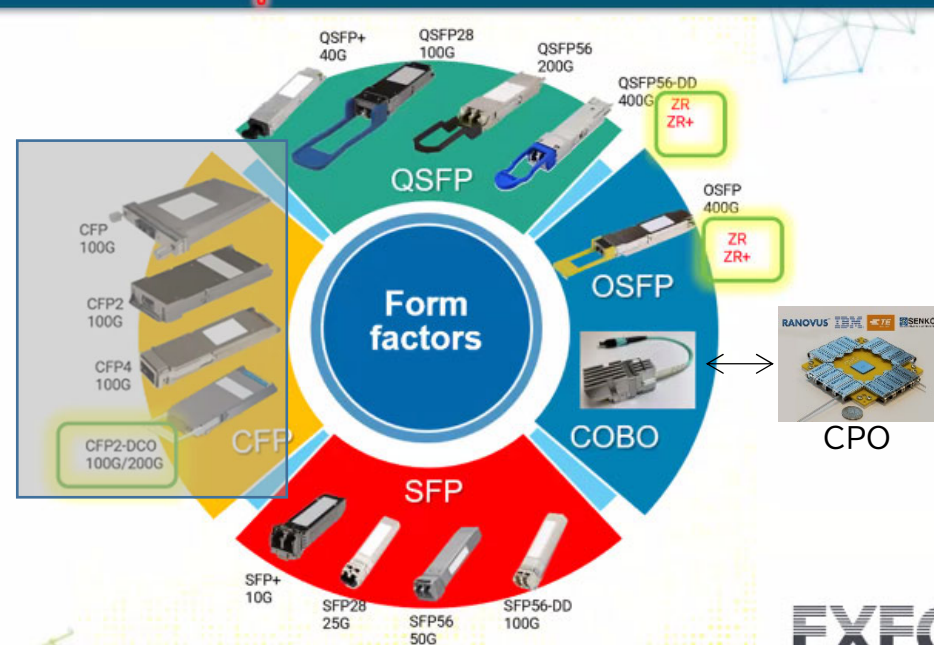 QSFP+
40G
QSFP28
100G
QSFP56
200G
QSFP56-DD
400G
ZR
ZR+
QSFP
OSFP
400G
ZR
ZR+
OSFP
CFP
100G
CFP2
100G
CFP4
100G
CFP2-DCO
100G/200G
CFP
Form
factors
RANOVUS IBM TE SENKO
CPO
COBO
SFP
SFP+
10G
SFP28
25G
SFP56
50G
SFP56-DD
100G